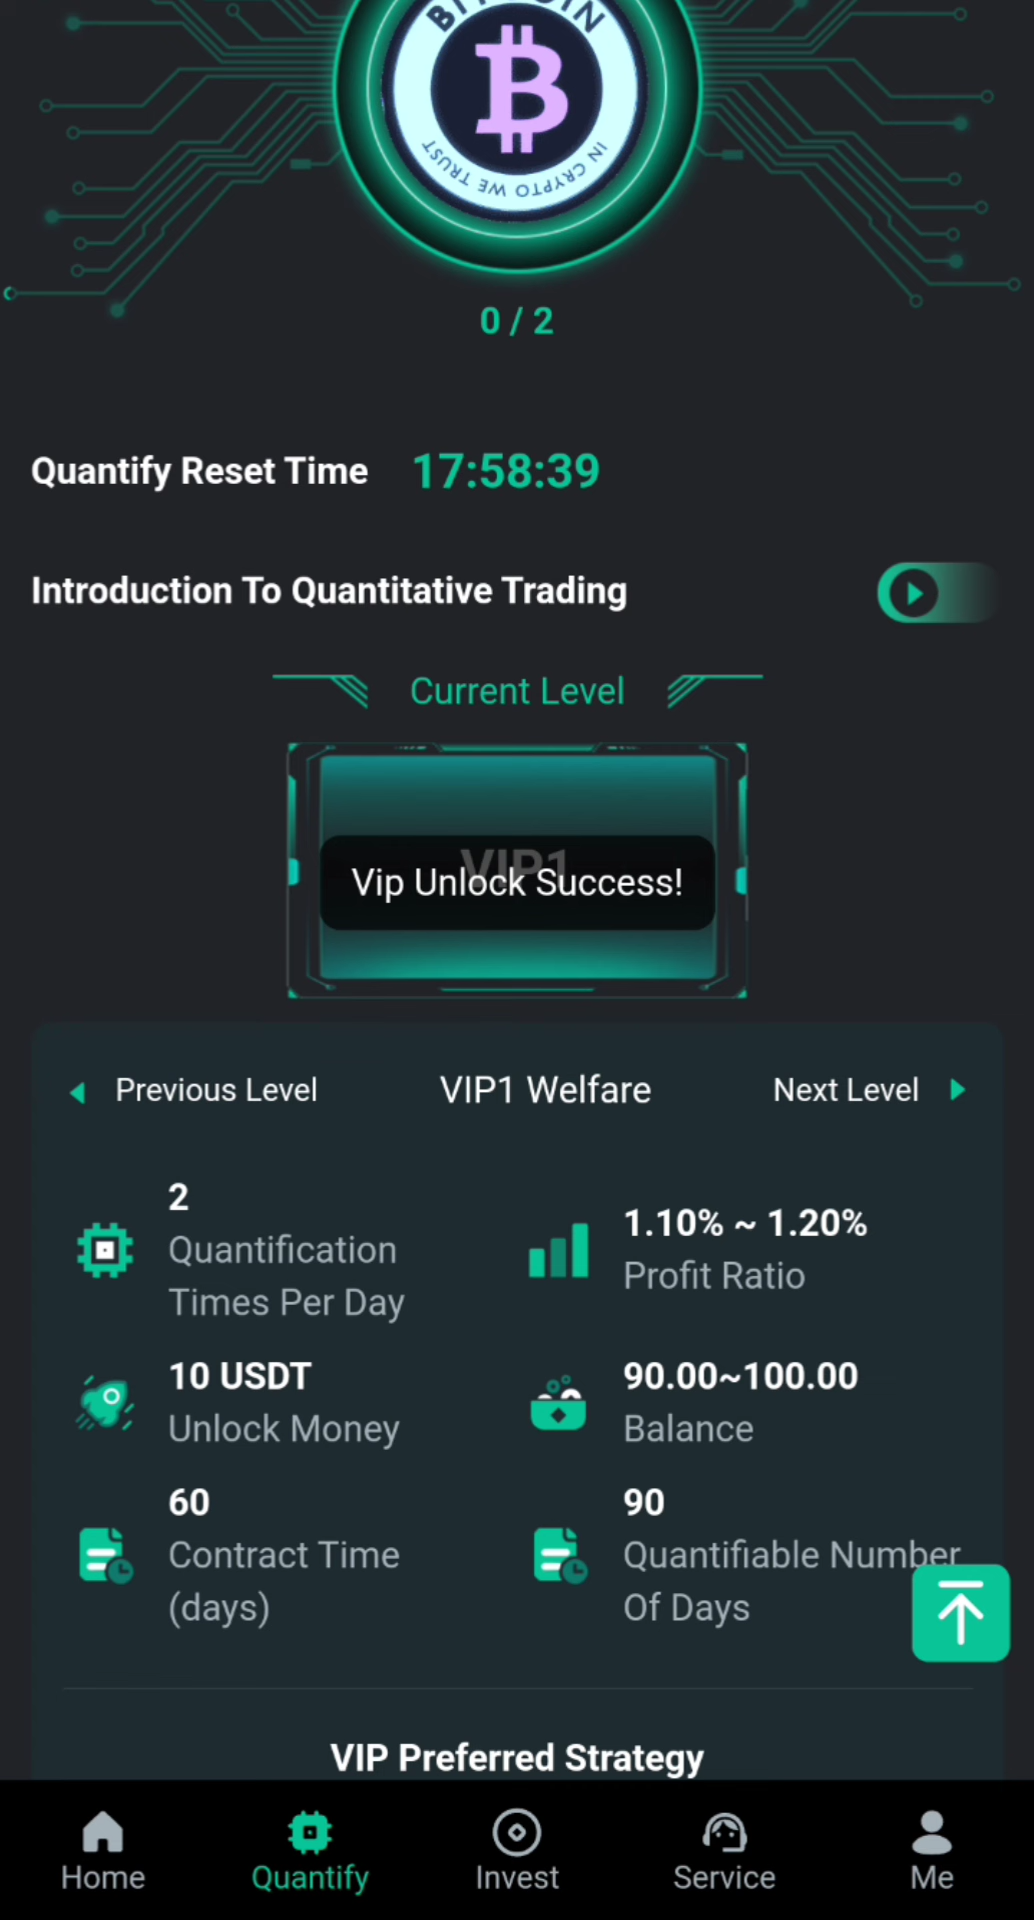 BITCOIN
IN CRYPTO WE TRUST
0 / 2
Quantify Reset Time 17:58:39
Introduction To Quantitative Trading
Current Level
VIP1
Vip Unlock Success!
Previous Level VIP1 Welfare Next Level
2
Quantification
Times Per Day
1.10% ~ 1.20%
Profit Ratio
10 USDT
Unlock Money
90.00~100.00
Balance
60
Contract Time
(days)
90
Quantifiable Number
Of Days
VIP Preferred Strategy
Home Quantify Invest Service Me